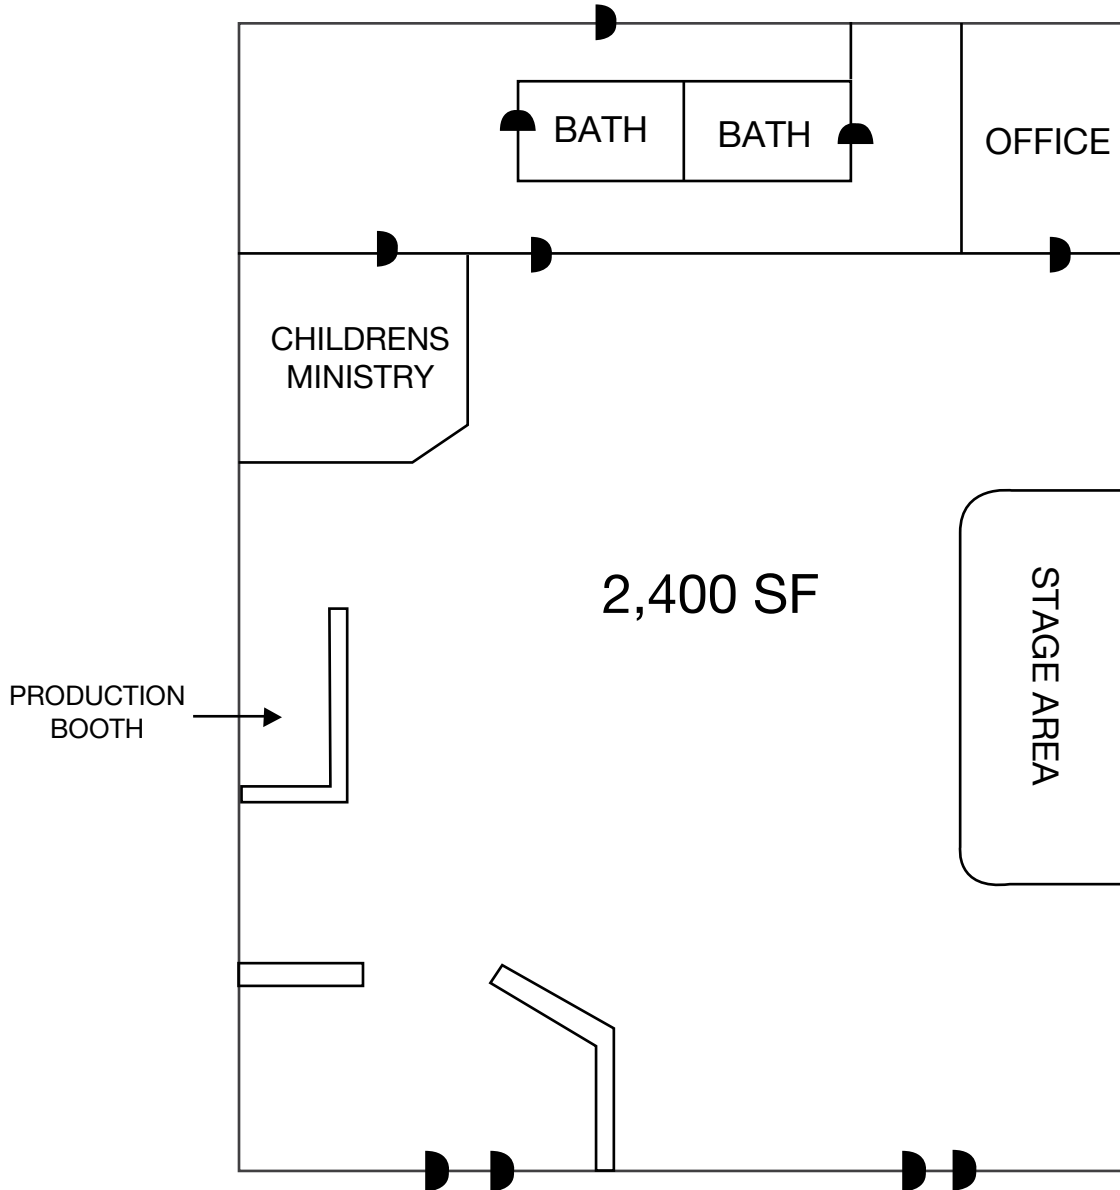 BATH
BATH
OFFICE
CHILDRENS
MINISTRY
2,400 SF
STAGE AREA
PRODUCTION
BOOTH